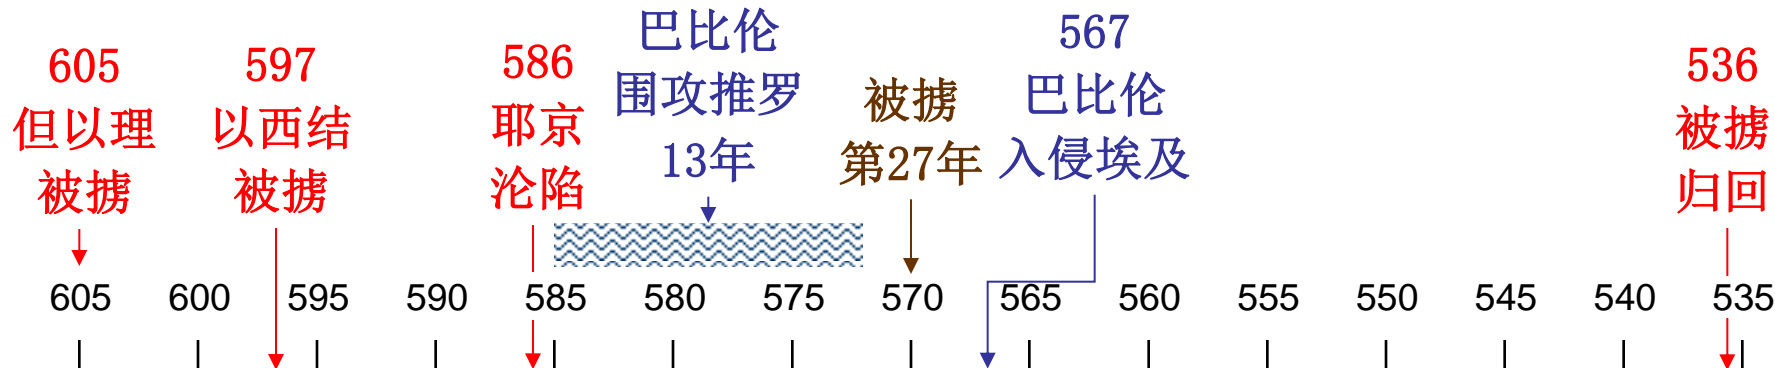 605
但以理
被掳
597
以西结
被掳
586
耶京
沦陷
巴比伦
围攻推罗
13年
被掳
第27年
567
巴比伦
入侵埃及
536
被掳
归回
605 600 595 590 585 580 575 570 565 560 555 550 545 540 535